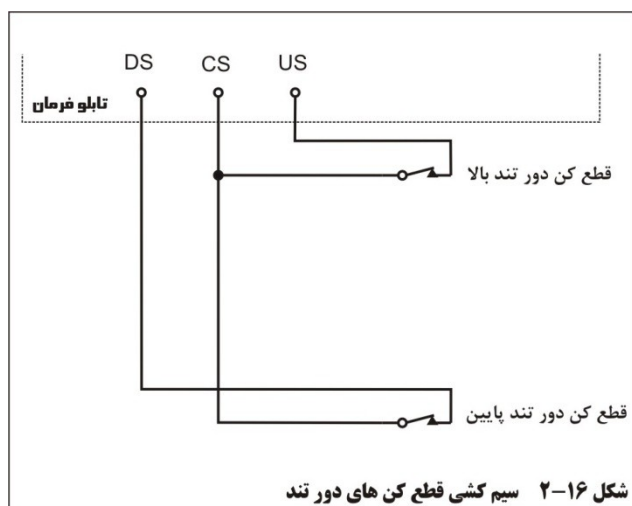 DS CS US
تابلو فرمان
قطع کن دور تند بالا
قطع کن دور تند پایین
شکل ۱۶-۲ سیم کشی قطع کن های دور تند